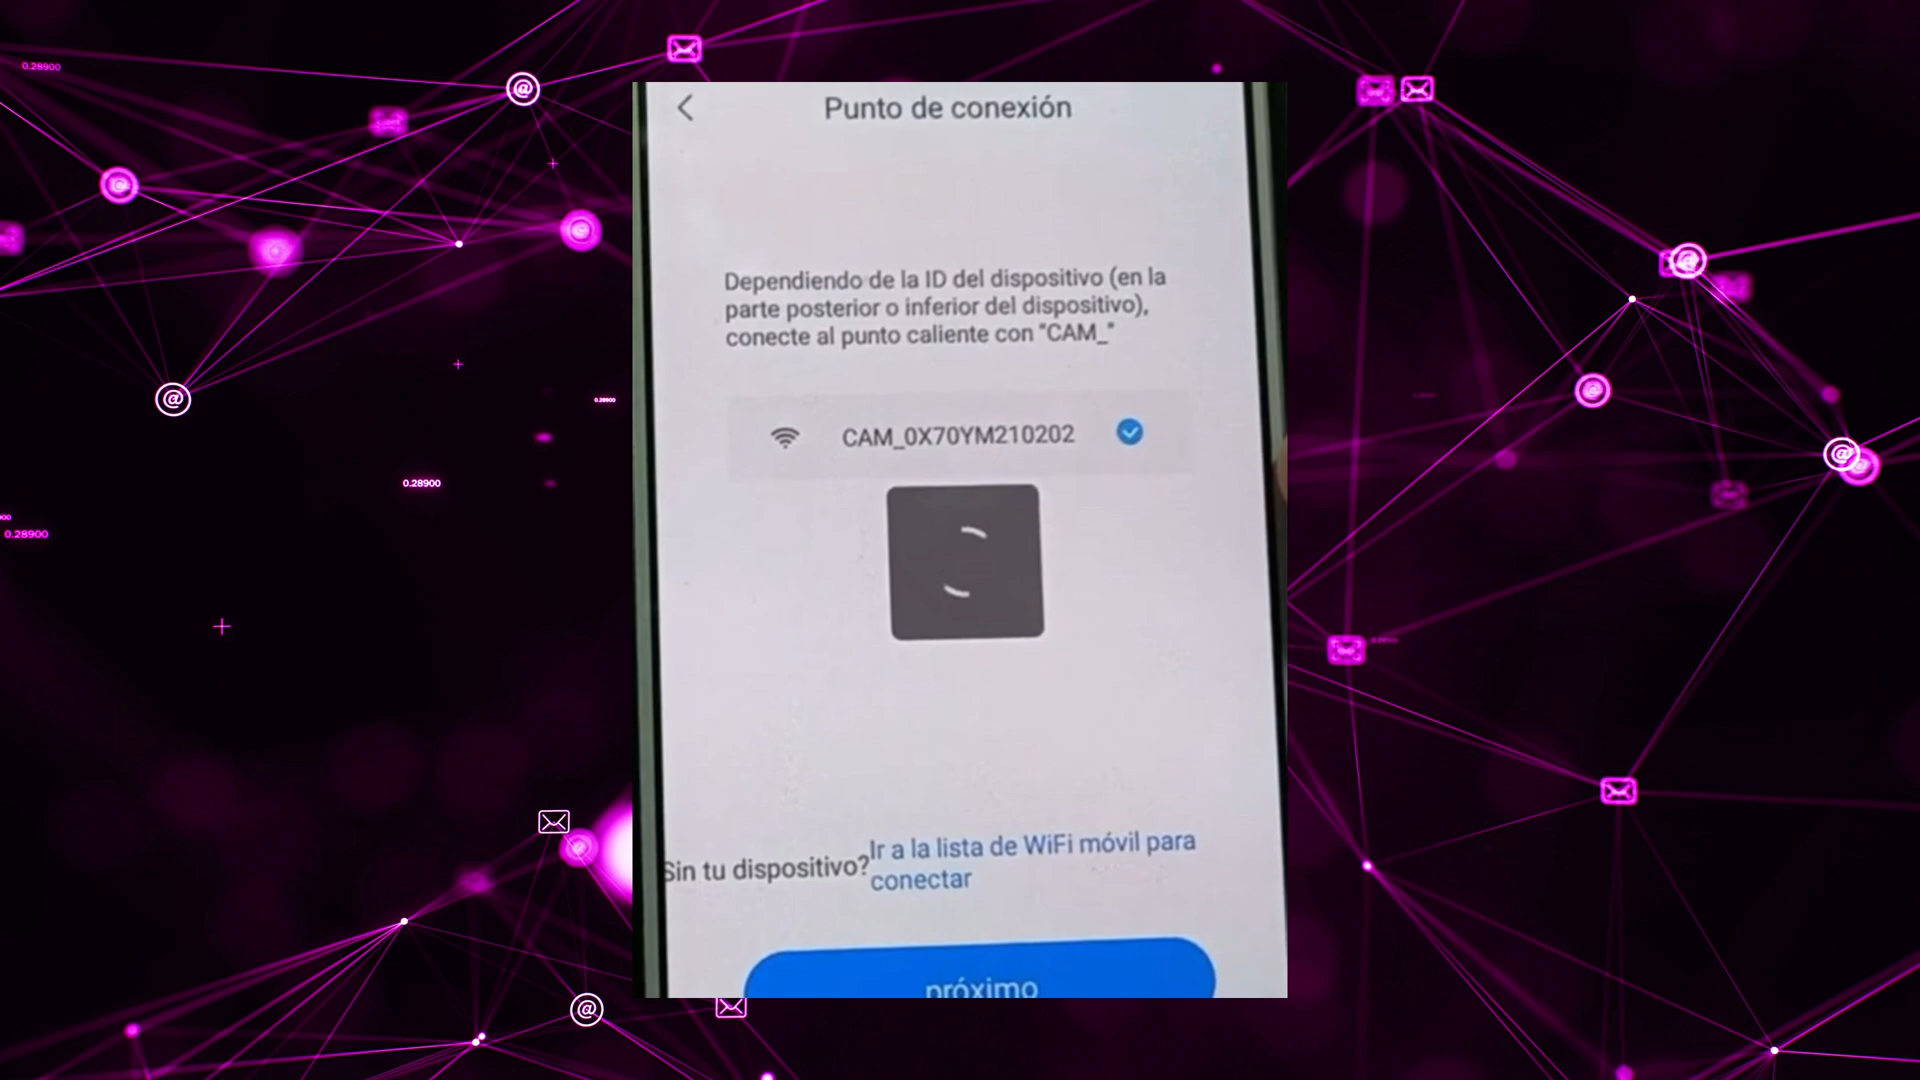 0.28900
Punto de conexión
Dependiendo de la ID del dispositivo (en la
parte posterior o inferior del dispositivo),
conecte al punto caliente con "CAM_"
0.28900
CAM_0X70YM210202
0.28900
0.28900
Sin tu dispositivo?
Ir a la lista de WiFi móvil para
conectar
próximo